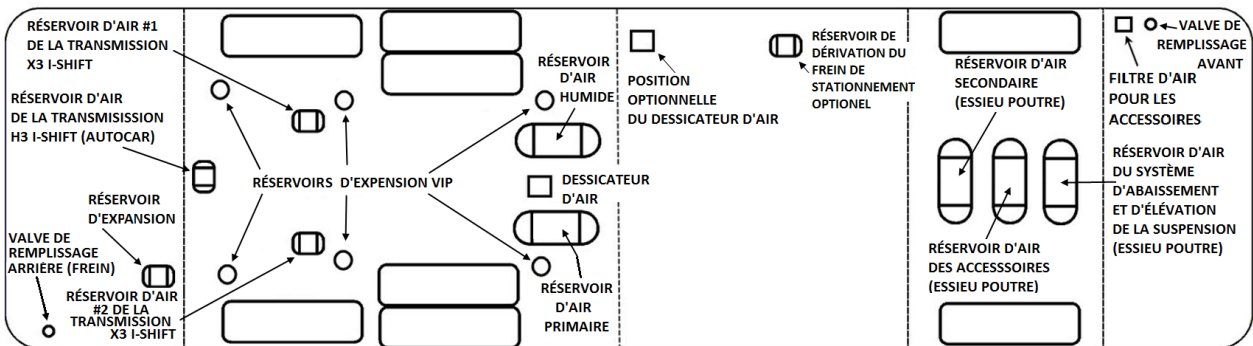 RÉSERVOIR D'AIR #1
DE LA TRANSMISSION
X3 I-SHIFT
RÉSERVOIR D'AIR
DE LA TRANSMISISSION
H3 I-SHIFT (AUTOCAR)
RÉSERVOIR
D'EXPANSION
VALVE DE
REMPLISSAGE
ARRIÈRE (FREIN)
RÉSERVOIR D'AIR
#2 DE LA
TRANSMISSION
X3 I-SHIFT
RÉSERVOIRS D'EXPENSION VIP
RÉSERVOIR
D'AIR
HUMIDE
DESSICATEUR
D'AIR
RÉSERVOIR
D'AIR
PRIMAIRE
POSITION
OPTIONNELLE
DU DESSICATEUR D'AIR
RÉSERVOIR DE
DÉRIVATION DU
FREIN DE
STATIONNEMENT
OPTIONEL
RÉSERVOIR D'AIR
SECONDAIRE
(ESSIEU POUTRE)
RÉSERVOIR D'AIR
DES ACCESSSOIRES
(ESSIEU POUTRE)
VALVE DE
REMPLISSAGE
AVANT
FILTRE D'AIR
POUR LES
ACCESSOIRES
RÉSERVOIR D'AIR
DU SYSTÈME
D'ABAISSEMENT
ET D'ÉLÉVATION
DE LA SUSPENSION
(ESSIEU POUTRE)